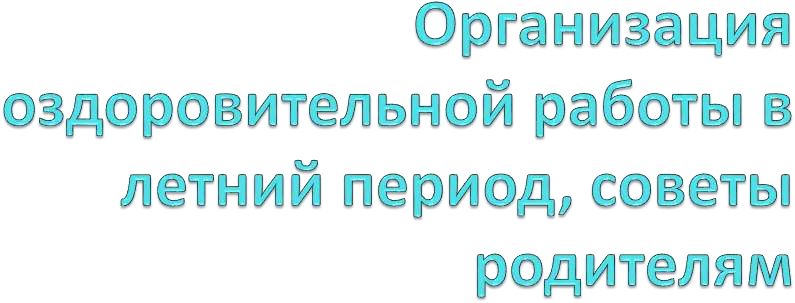 Организация
оздоровительной работы в
летний период, советы
родителям